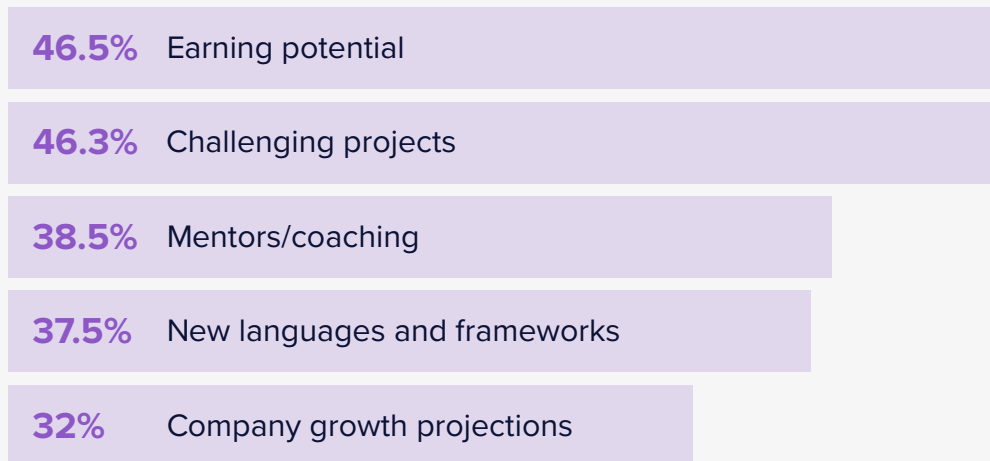 46.5% Earning potential
46.3% Challenging projects
38.5% Mentors/coaching
37.5% New languages and frameworks
32% Company growth projections